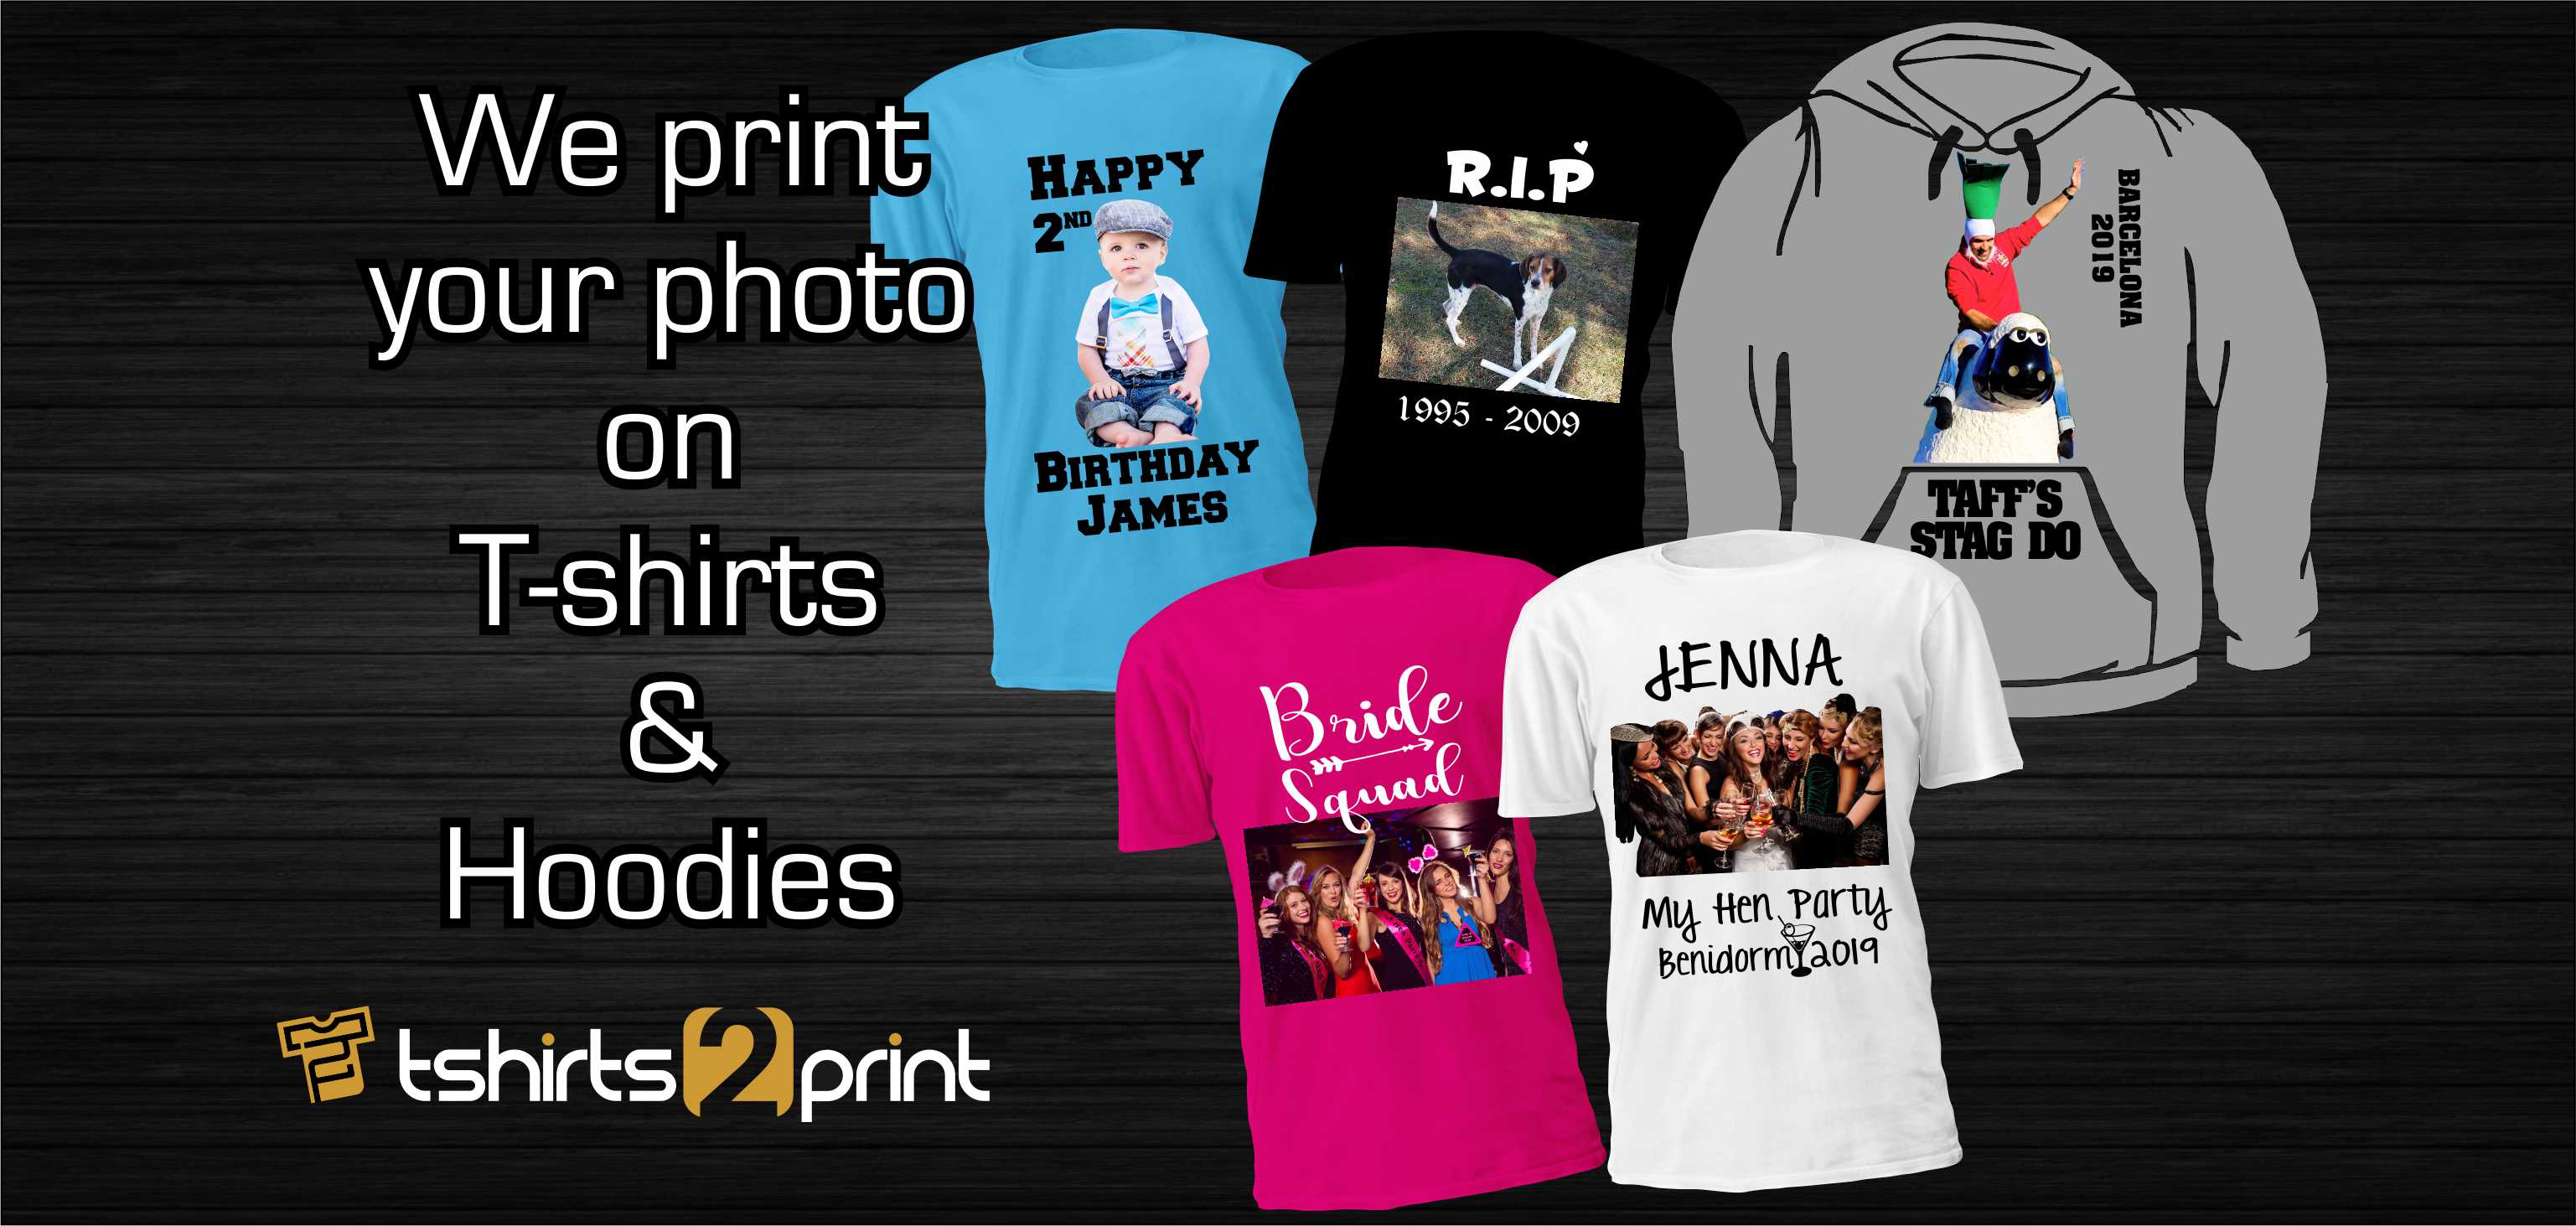 We print
your photo
on
T-shirts
&
Hoodies
tshirts2print
HAPPY
2ND
BIRTHDAY
JAMES
R.I.P
1995 - 2009
BARCELONA
2019
TAFF'S
STAG DO
Bride
Squad
JENNA
My Hen Party
Benidorm 2019